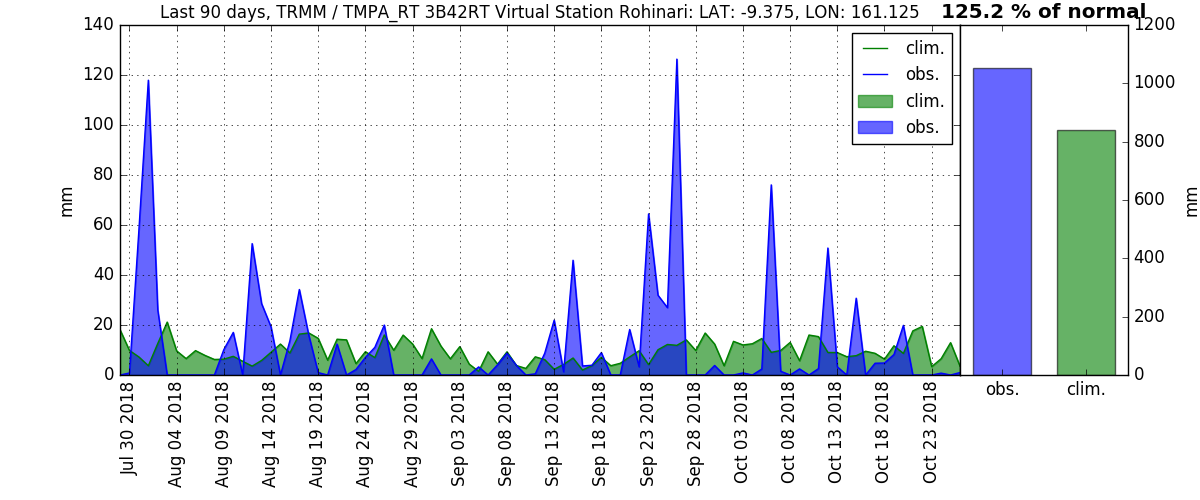 Last 90 days, TRMM / TMPA_RT 3B42RT Virtual Station Rohinari: LAT: -9.375, LON: 161.125
125.2 % of normal
140
120
100
80
60
40
20
0
mm
clim.
obs.
clim.
obs.
Jul 30 2018
Aug 04 2018
Aug 09 2018
Aug 14 2018
Aug 19 2018
Aug 24 2018
Aug 29 2018
Sep 03 2018
Sep 08 2018
Sep 13 2018
Sep 18 2018
Sep 23 2018
Sep 28 2018
Oct 03 2018
Oct 08 2018
Oct 13 2018
Oct 18 2018
Oct 23 2018
obs.
clim.
1200
1000
800
600
400
200
0
mm